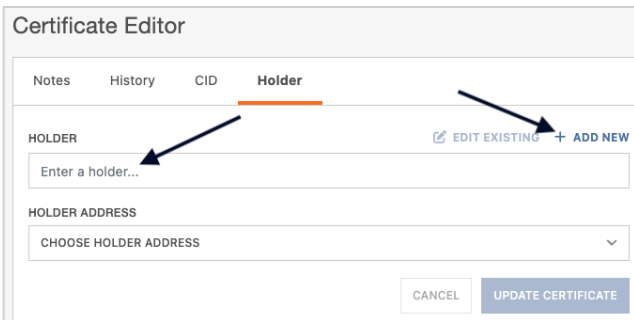 Certificate Editor
Notes History CID Holder
HOLDER EDIT EXISTING + ADD NEW
Enter a holder...
HOLDER ADDRESS
CHOOSE HOLDER ADDRESS
CANCEL UPDATE CERTIFICATE